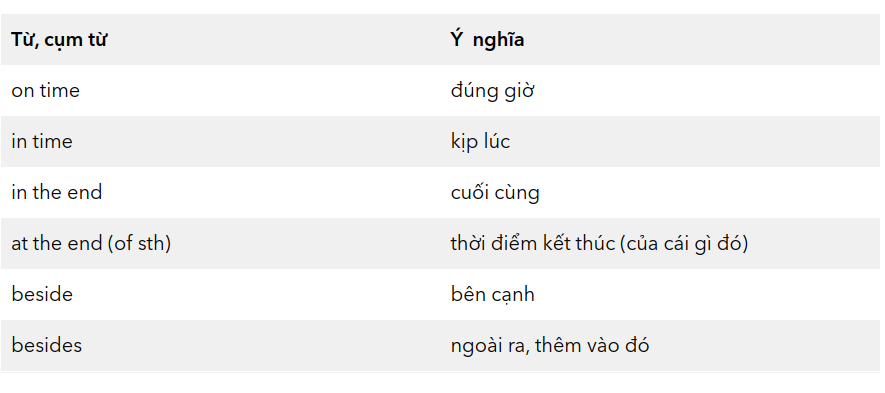 Từ, cụm từ Ý nghĩa
on time đúng giờ
in time kịp lúc
in the end cuối cùng
at the end (of sth) thời điểm kết thúc (của cái gì đó)
beside bên cạnh
besides ngoài ra, thêm vào đó